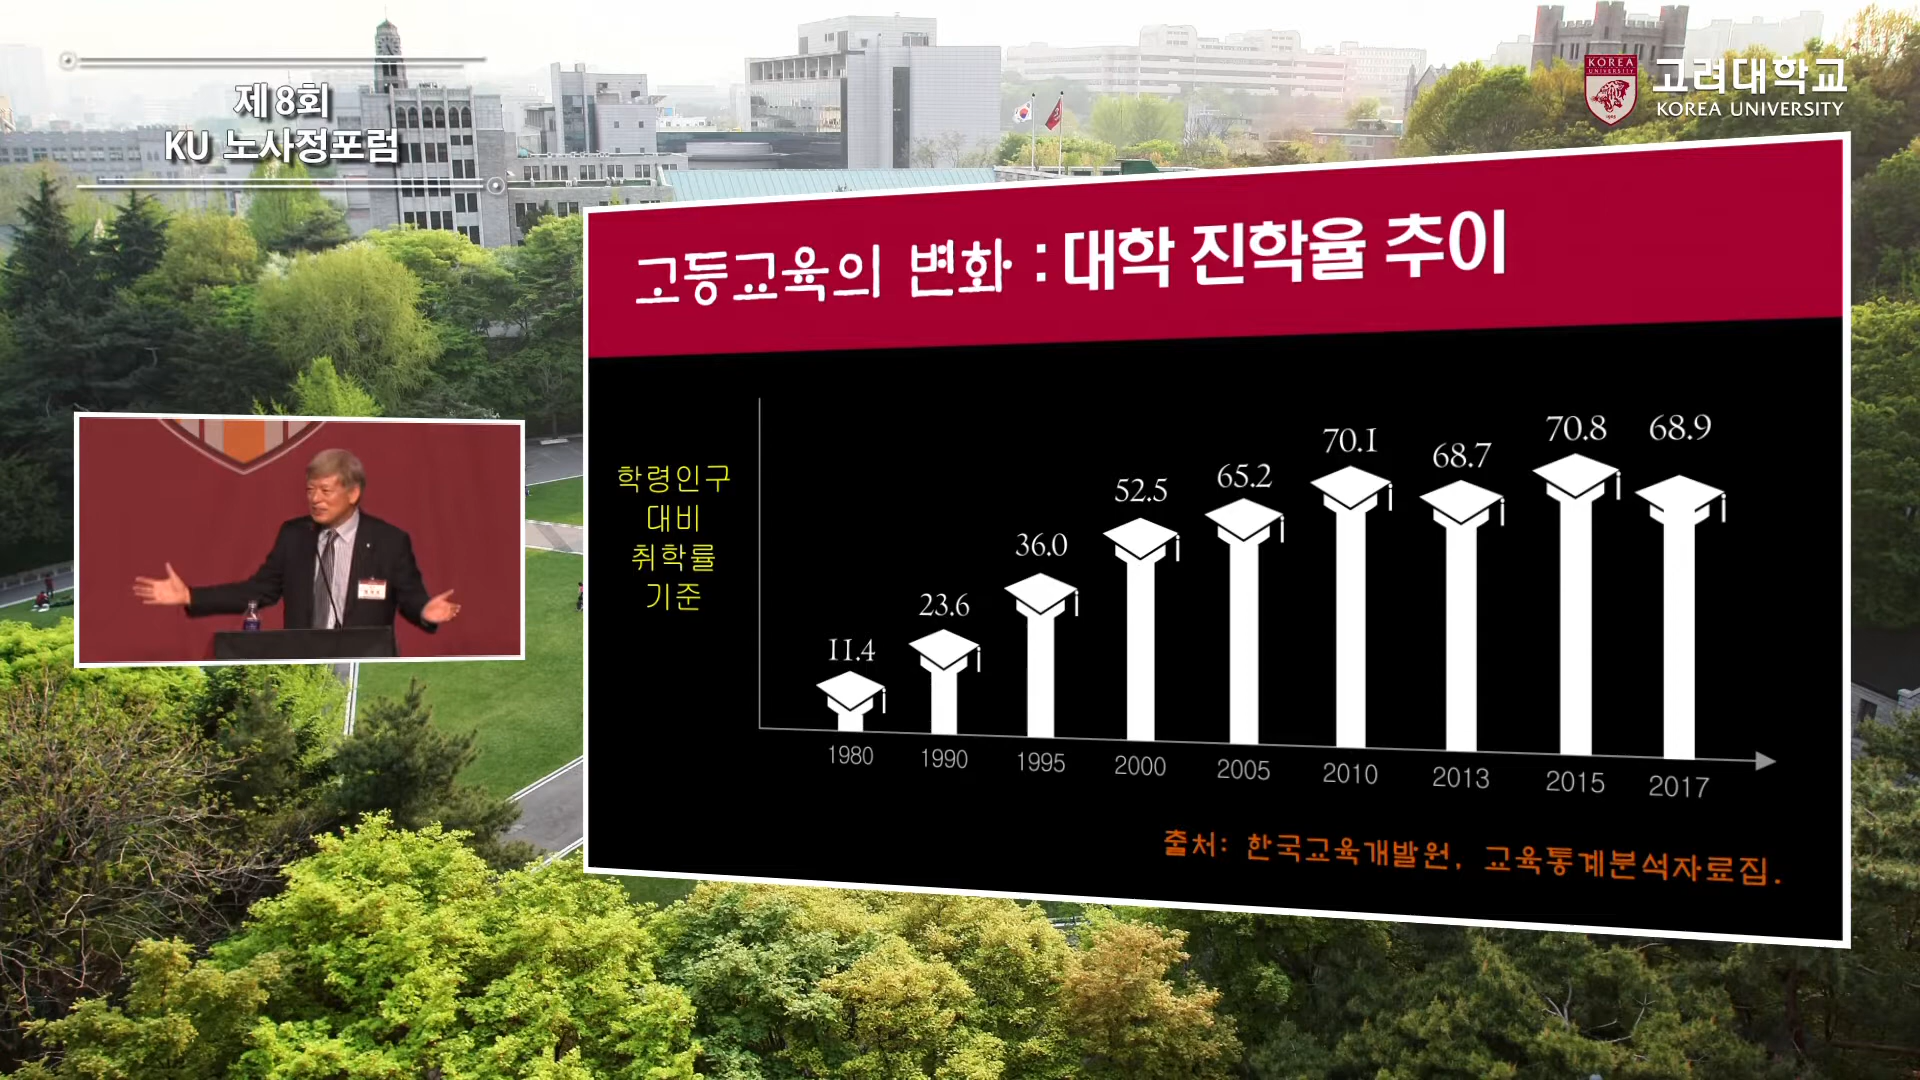 제 8회
KU 노사정포럼
KOREA
UNIVERSITY
1905
고려대학교
KOREA UNIVERSITY
고등교육의 변화 : 대학 진학율 추이
학령인구
대비
취학률
기준
11.4
23.6
36.0
52.5
65.2
70.1
68.7
70.8
68.9
1980
1990
1995
2000
2005
2010
2013
2015
2017
출처: 한국교육개발원, 교육통계분석자료집.